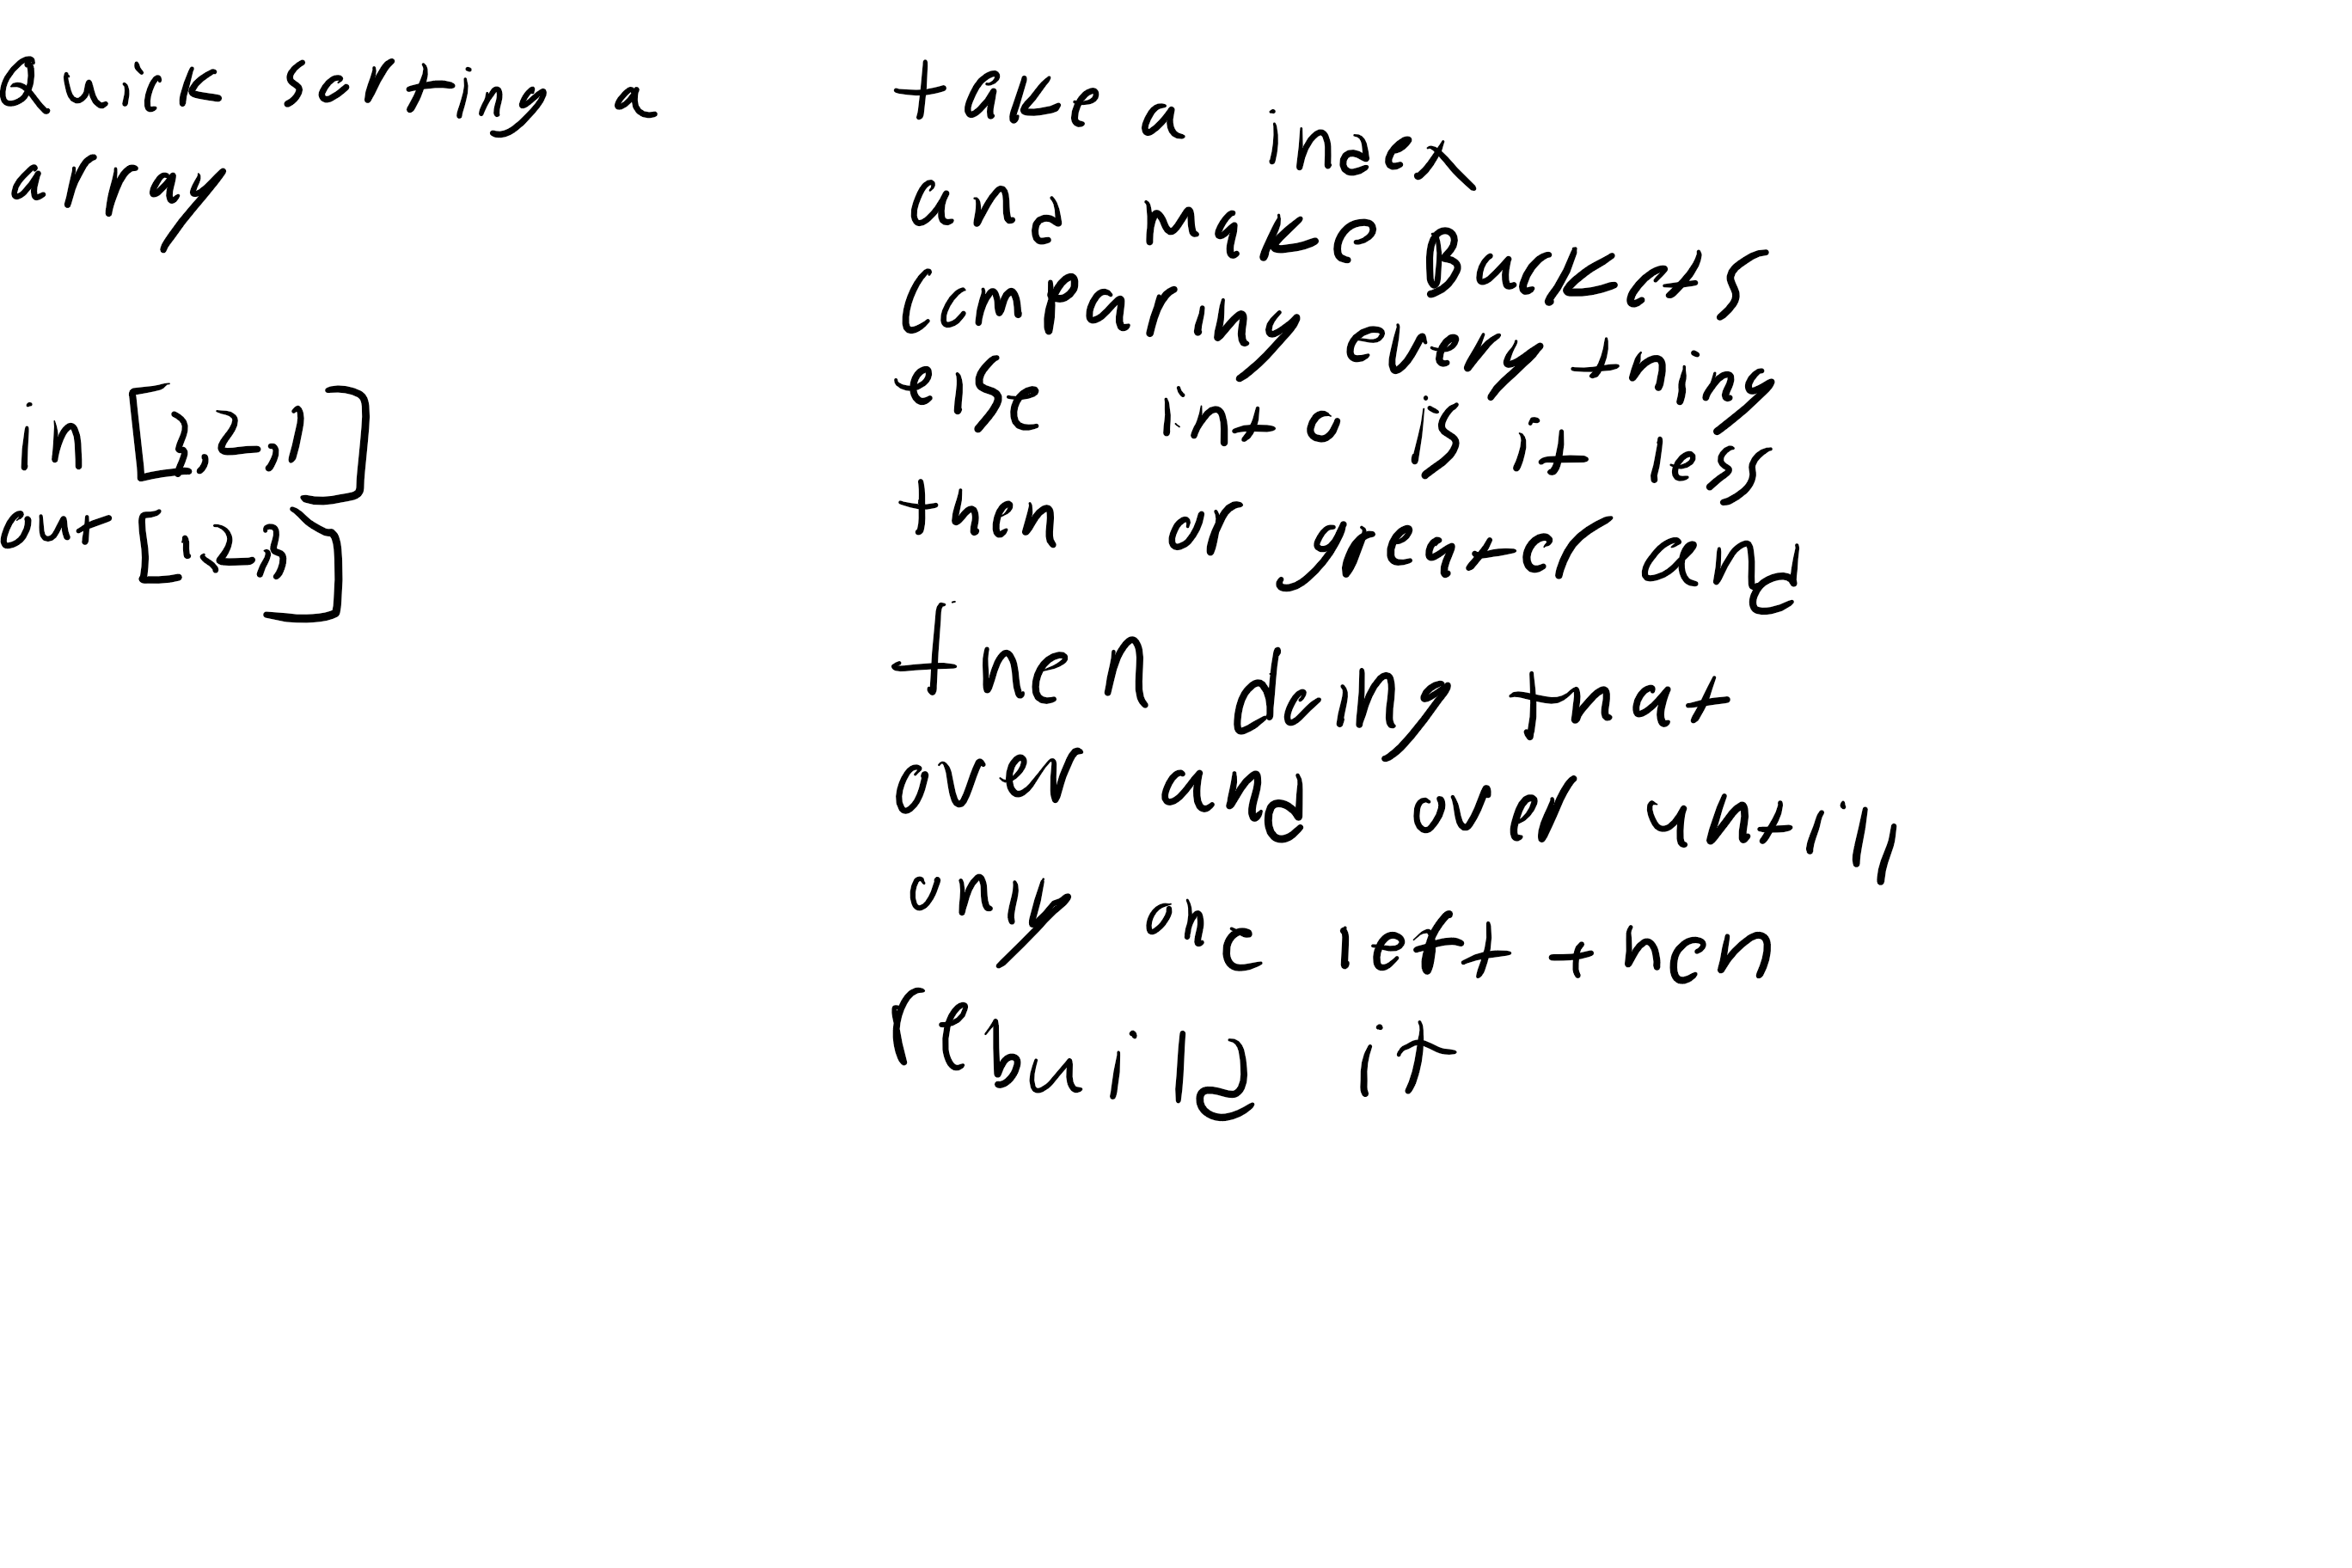 Quick sorting a
array
in [3,2,1]
out [1,2,3]
take a index
and make Buckets
comparing every thing
else into is it less
then or greater and
then doing that
over and over untill
only one left then
rebuild it